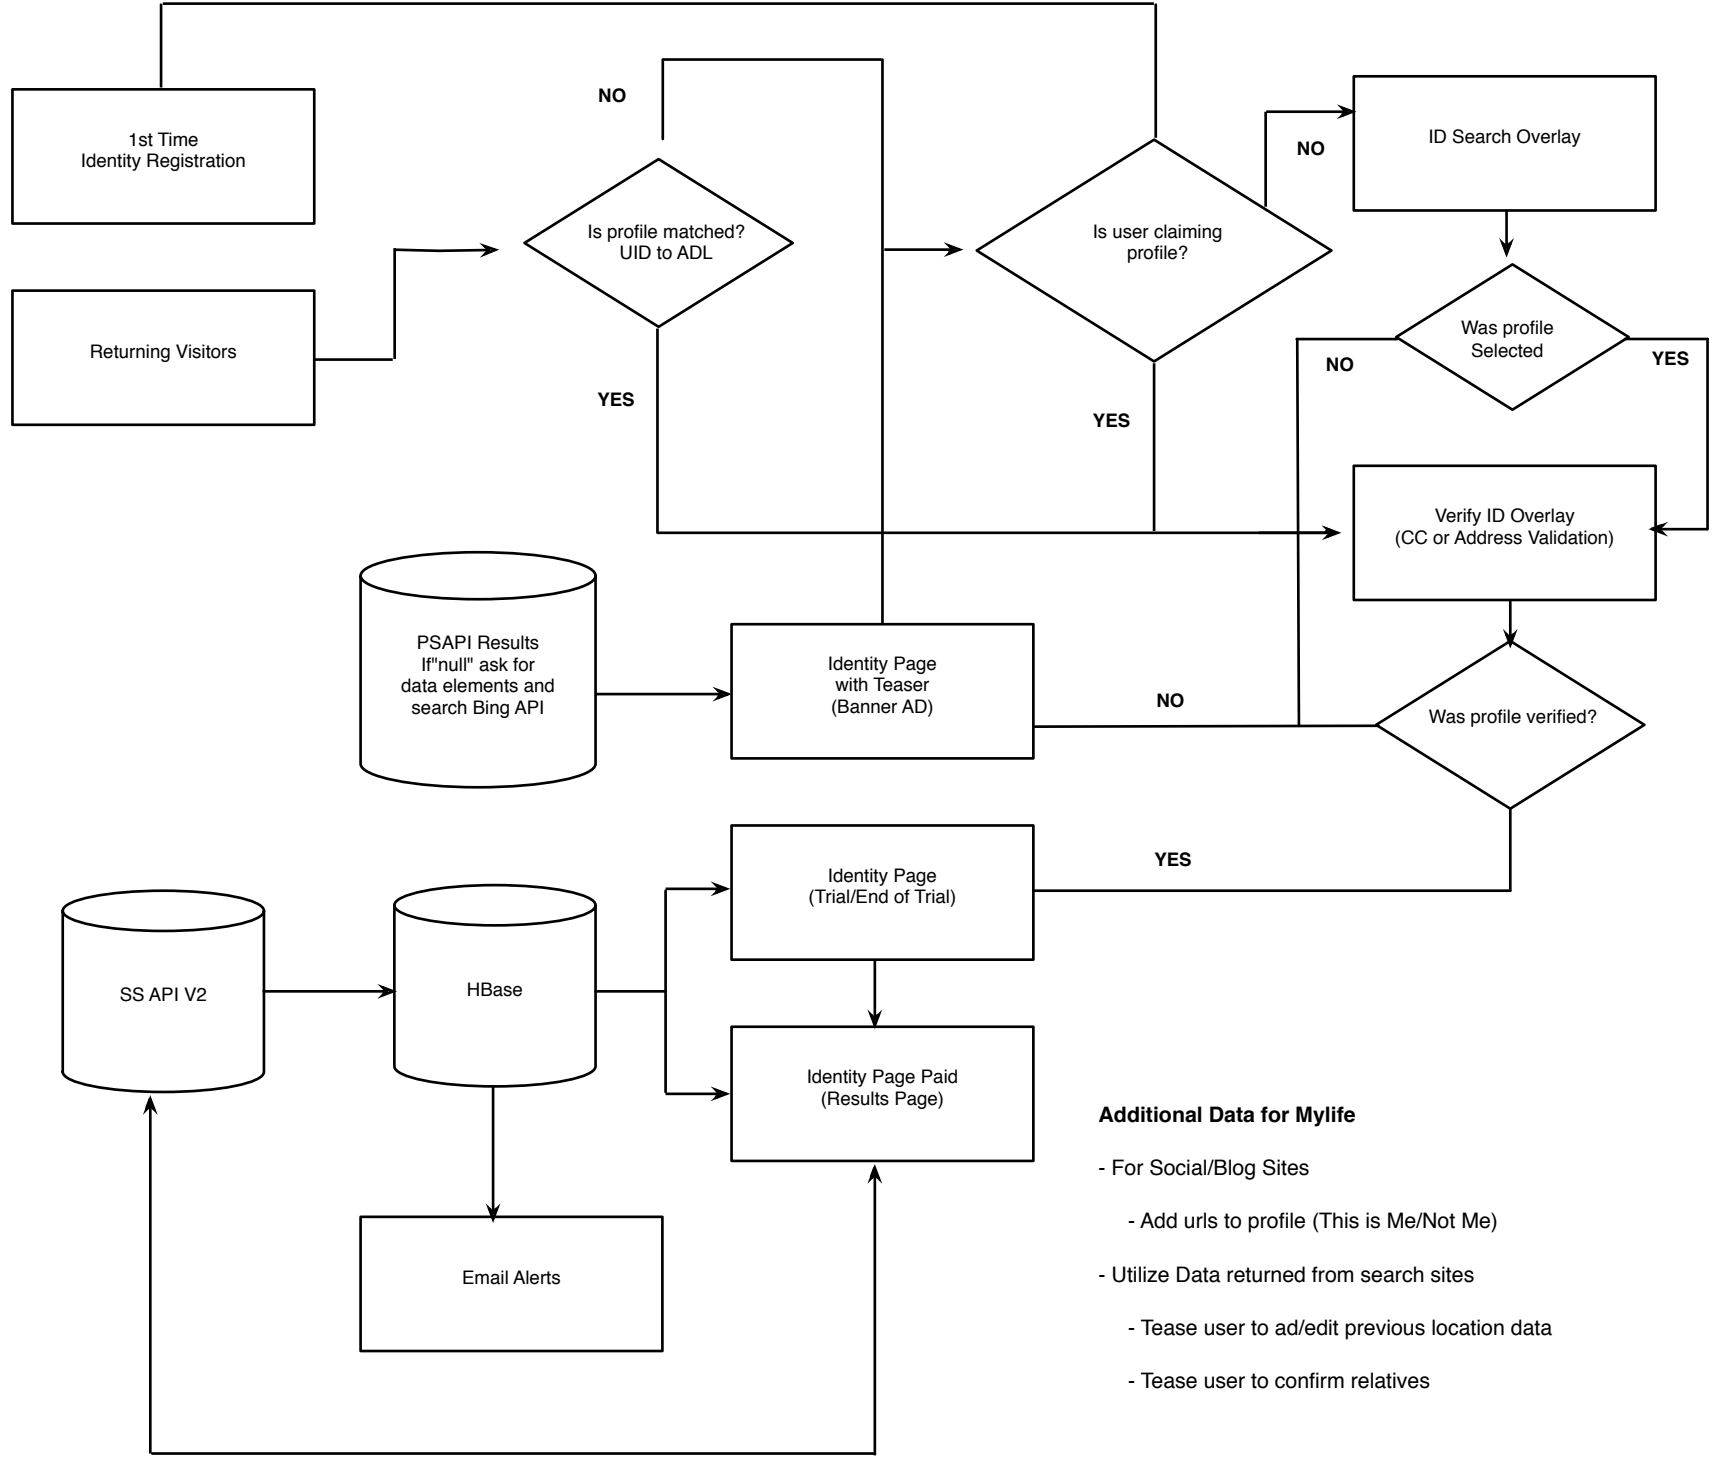 1st Time
Identity Registration
Returning Visitors
NO
Is profile matched?
UID to ADL
YES
Is user claiming
profile?
NO
YES
ID Search Overlay
Was profile
Selected
NO
YES
Verify ID Overlay
(CC or Address Validation)
Was profile verified?
NO
YES
PSAPI Results
If"null" ask for
data elements and
search Bing API
Identity Page
with Teaser
(Banner AD)
Identity Page
(Trial/End of Trial)
SS API V2
HBase
Identity Page Paid
(Results Page)
Email Alerts
Additional Data for Mylife
- For Social/Blog Sites
- Add urls to profile (This is Me/Not Me)
- Utilize Data returned from search sites
- Tease user to ad/edit previous location data
- Tease user to confirm relatives